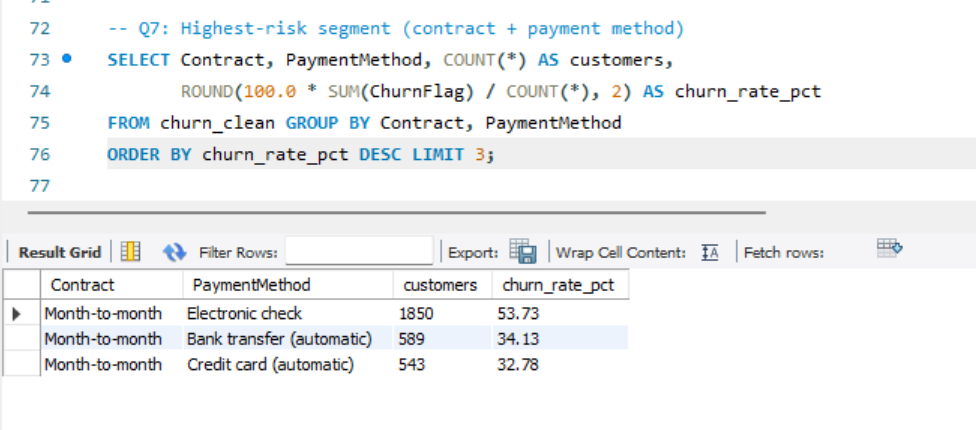 71
72 -- Q7: Highest-risk segment (contract + payment method)
73 SELECT Contract, PaymentMethod, COUNT(*) AS customers,
74 ROUND(100.0 * SUM(ChurnFlag) / COUNT(*), 2) AS churn_rate_pct
75 FROM churn_clean GROUP BY Contract, PaymentMethod
76 ORDER BY churn_rate_pct DESC LIMIT 3;
77
Result Grid Filter Rows: Export: Wrap Cell Content: IA Fetch rows:
Contract PaymentMethod customers churn_rate_pct
Month-to-month Electronic check 1850 53.73
Month-to-month Bank transfer (automatic) 589 34.13
Month-to-month Credit card (automatic) 543 32.78